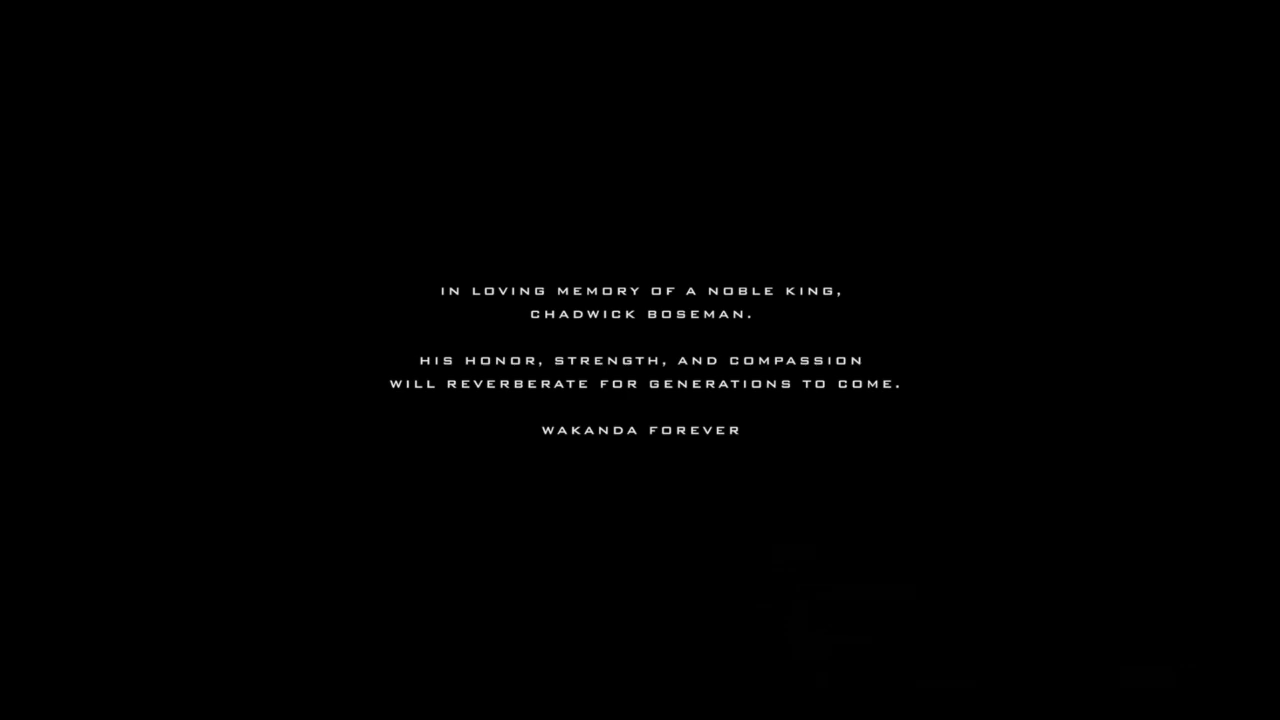 IN LOVING MEMORY OF A NOBLE KING,
CHADWICK BOSEMAN.
HIS HONOR, STRENGTH, AND COMPASSION
WILL REVERBERATE FOR GENERATIONS TO COME.
WAKANDA FOREVER